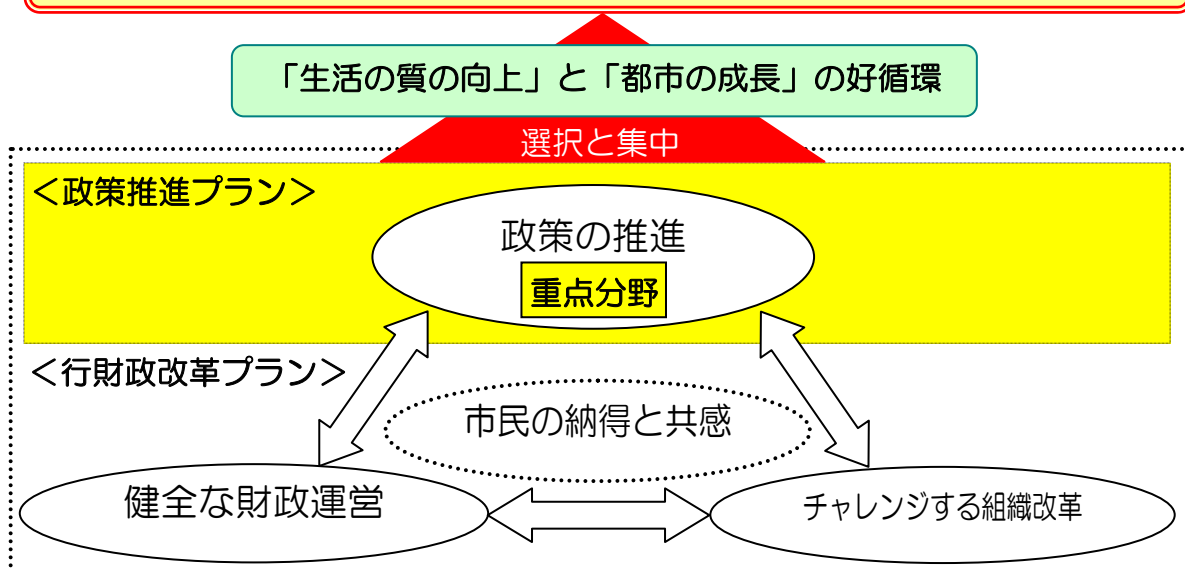 「生活の質の向上」と「都市の成長」の好循環
選択と集中
＜政策推進プラン＞
政策の推進
重点分野
＜行財政改革プラン＞
市民の納得と共感
健全な財政運営
チャレンジする組織改革